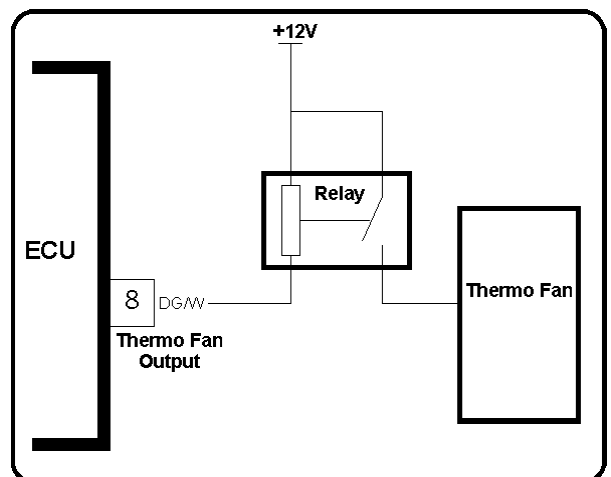 +12V
Relay
ECU
8
DG/W
Thermo Fan
Output
Thermo Fan